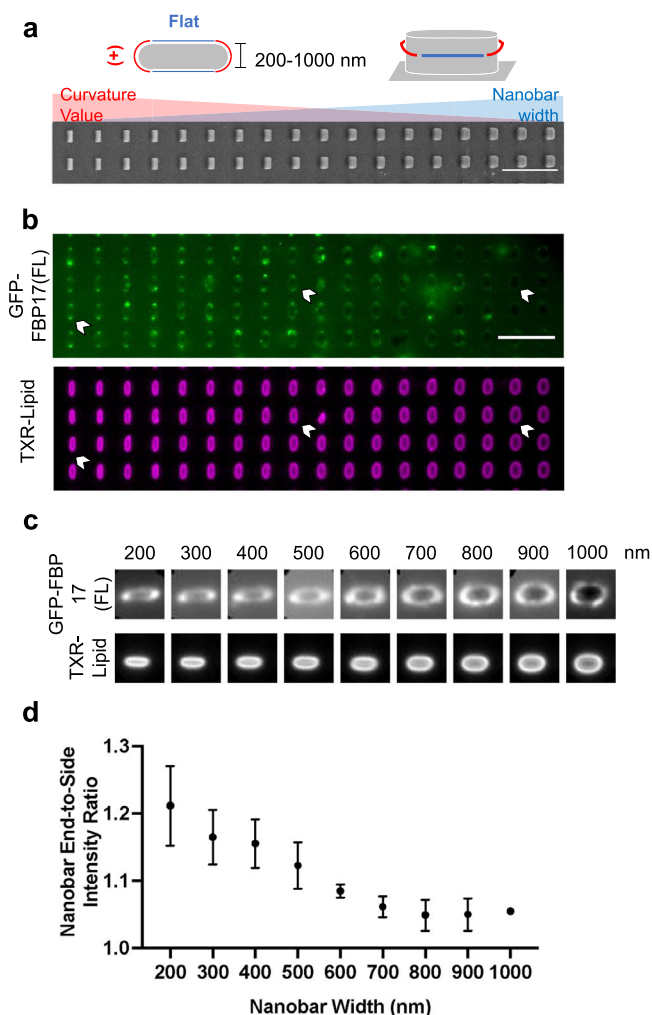 a
Flat
(+)
200-1000 nm
Curvature
Value
Nanobar
width
b
GFP-
FBP17(FL)
TXR-Lipid
c
200 300 400 500 600 700 800 900 1000 nm
GFP-FBP
17
(FL)
TXR-
Lipid
d
Nanobar End-to-Side
Intensity Ratio
1.3
1.2
1.1
1.0
200 300 400 500 600 700 800 900 1000
Nanobar Width (nm)